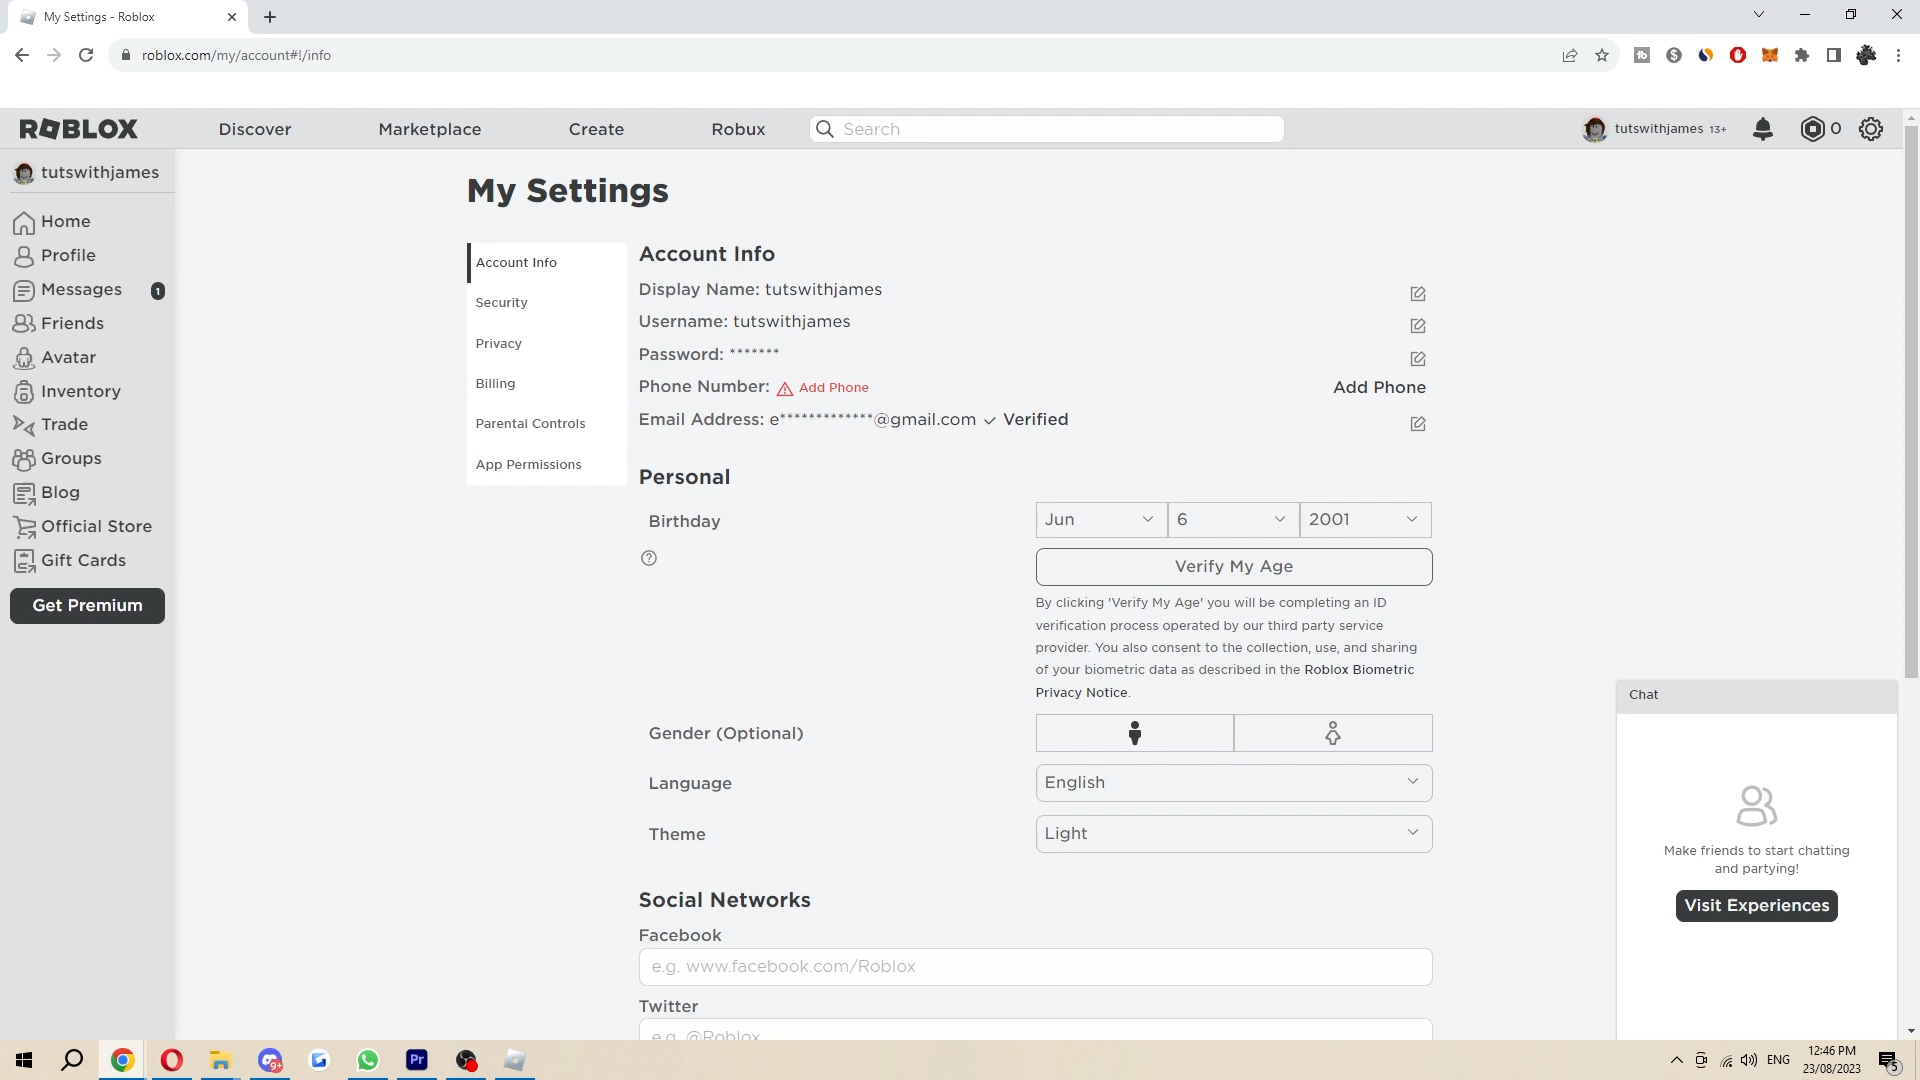 My Settings - Roblox
roblox.com/my/account#!/info
ROBLOX
Discover
Marketplace
Create
Robux
Search
tutswithjames 13+
0
tutswithjames
Home
Profile
Messages
1
Friends
Avatar
Inventory
Trade
Groups
Blog
Official Store
Gift Cards
Get Premium
My Settings
Account Info
Security
Privacy
Billing
Parental Controls
App Permissions
Account Info
Display Name: tutswithjames
Username: tutswithjames
Password: *******
Phone Number: Add Phone
Add Phone
Email Address: e*************@gmail.com ✓ Verified
Personal
Birthday
Jun
6
2001
Verify My Age
By clicking 'Verify My Age' you will be completing an ID
verification process operated by our third party service
provider. You also consent to the collection, use, and sharing
of your biometric data as described in the Roblox Biometric
Privacy Notice.
Gender (Optional)
Language
English
Theme
Light
Social Networks
Facebook
e.g. www.facebook.com/Roblox
Twitter
e.g. @Roblox
Chat
Make friends to start chatting
and partying!
Visit Experiences
9+
Pr
ENG
12:46 PM
23/08/2023
5